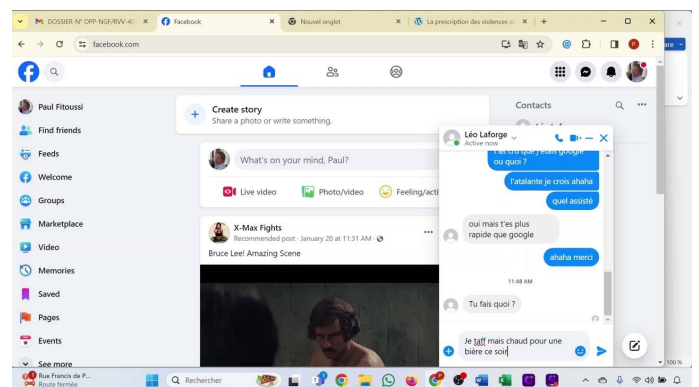 DOSSIER-N° OPP-NGF/RVV-40
Facebook
Nouvel onglet
La prescription des violences
facebook.com
Paul Fitoussi
Find friends
Feeds
Welcome
Groups
Marketplace
Video
Memories
Saved
Pages
Events
See more
Create story
Share a photo or write something.
What's on your mind, Paul?
Live video
Photo/video
Feeling/acti
X-Max Fights
Recommended post · January 20 at 11:31 AM
Bruce Lee! Amazing Scene
Contacts
Léo Laforge
Active now
ou quoi ?
l'atalante je crois ahaha
quel assisté
oui mais t'es plus
rapide que google
ahaha merci
11:48 AM
Tu fais quoi ?
Je taff mais chaud pour une
bière ce soir
100 %
Rue Francis de P...
Route fermée
Rechercher